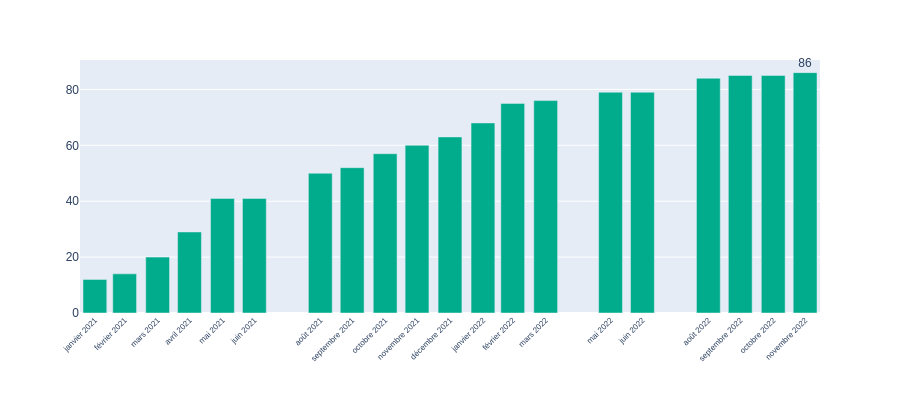 86
80
60
40
20
0
janvier 2021
février 2021
mars 2021
avril 2021
mai 2021
juin 2021
août 2021
septembre 2021
octobre 2021
novembre 2021
décembre 2021
janvier 2022
février 2022
mars 2022
mai 2022
juin 2022
août 2022
septembre 2022
octobre 2022
novembre 2022